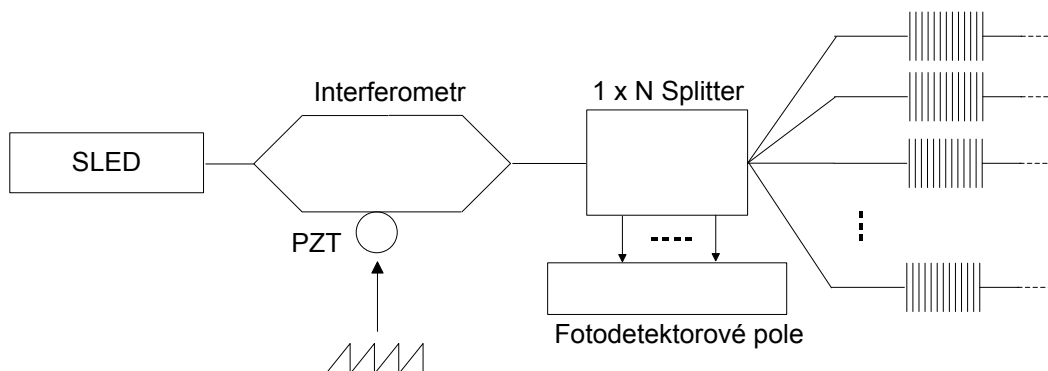 Interferometr
1 x N Splitter
SLED
PZT
Fotodetektorové pole